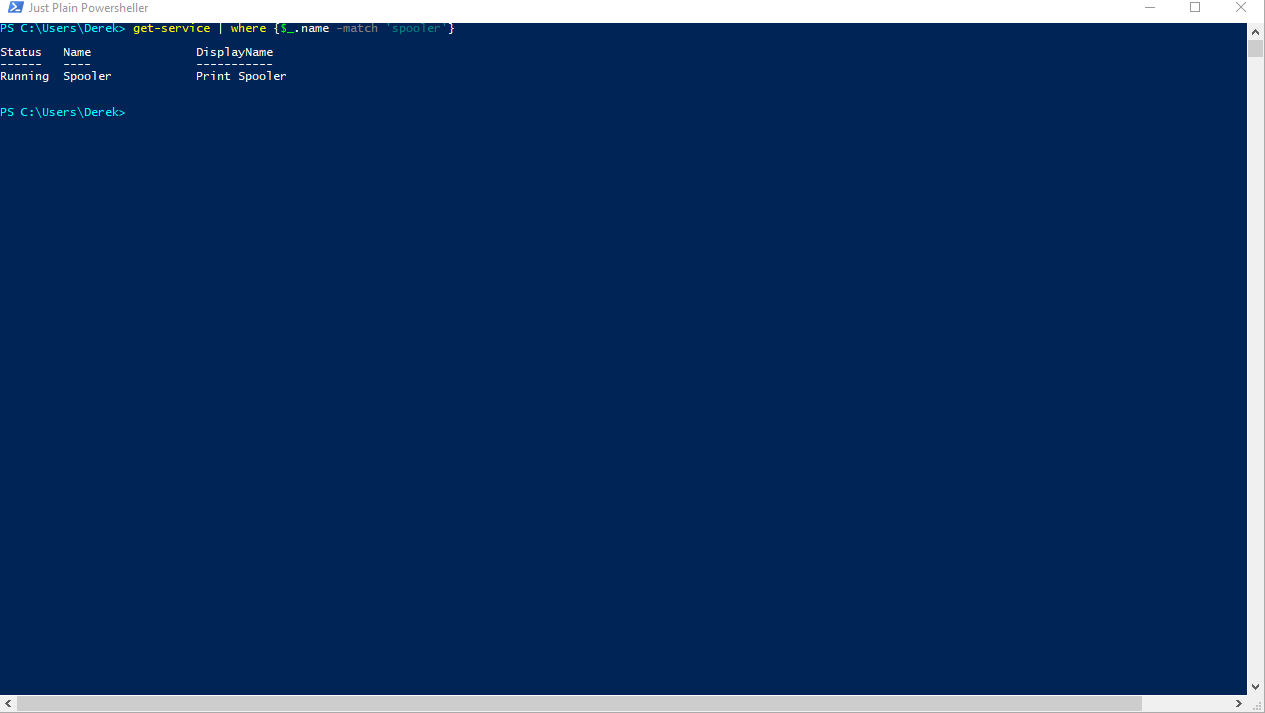 Just Plain Powersheller
PS C:\Users\Derek> get-service | where {$_.name -match 'spooler'}
Status   Name               DisplayName
------   ----               -----------
Running  Spooler            Print Spooler
PS C:\Users\Derek>